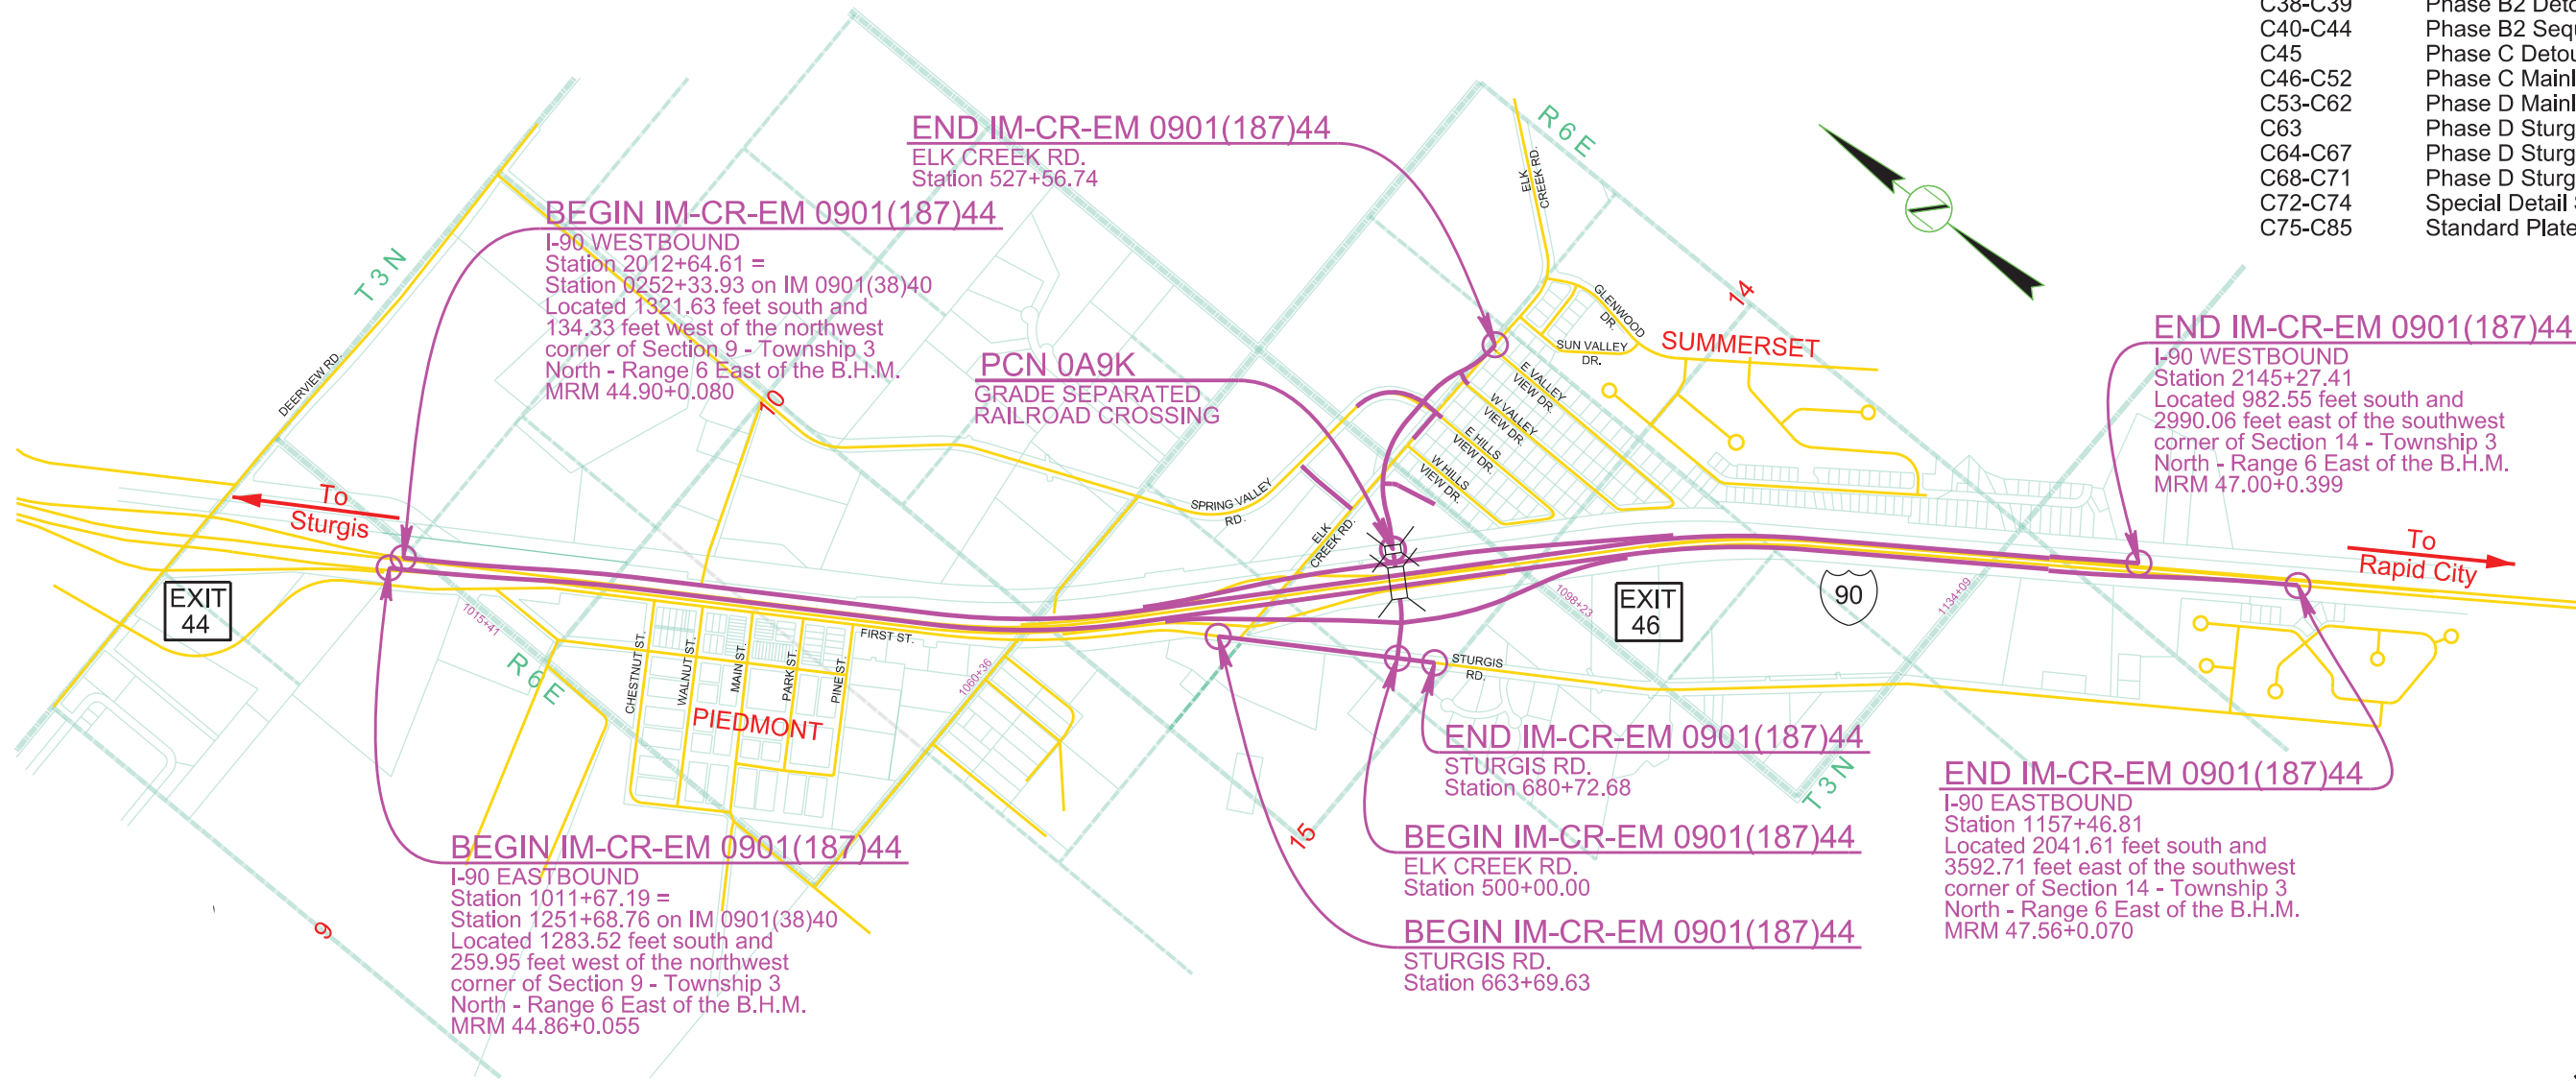 C38-C39 Phase B2
C40-C44 Phase B2
C45 Phase C
C46-C52 Phase C
C53-C62 Phase D
C63 Phase D
C64-C67 Phase D
C68-C71 Phase D
C72-C74 Special Detail
C75-C85 Standard
END IM-CR-EM 0901(187)44
ELK CREEK RD.
Station 527+56.74
BEGIN IM-CR-EM 0901(187)44
I-90 WESTBOUND
Station 2012+64.61 =
Station 0252+33.93 on IM 0901(38)40
Located 1321.63 feet south and
134.33 feet west of the northwest
corner of Section 9 - Township 3
North - Range 6 East of the B.H.M.
MRM 44.90+0.080
PCN 0A9K
GRADE SEPARATED
RAILROAD CROSSING
END IM-CR-EM 0901(187)44
I-90 WESTBOUND
Station 2145+27.41
Located 982.55 feet south and
2990.06 feet east of the southwest
corner of Section 14 - Township 3
North - Range 6 East of the B.H.M.
MRM 47.00+0.399
T 3 N
R 6 E
DEERVIEW RD.
10
14
ELK
CREEK RD.
GLENWOOD
DR.
SUN VALLEY
DR.
SUMMERSET
E VALLEY
VIEW DR.
W VALLEY
VIEW DR.
E HILLS
VIEW DR.
W HILLS
VIEW DR.
SPRING VALLEY
RD.
ELK
CREEK RD.
To
Sturgis
To
Rapid City
EXIT
44
EXIT
46
90
1015+41
1060+36
1098+23
1134+09
R 6 E
CHESTNUT ST.
WALNUT ST.
MAIN ST.
PARK ST.
PINE ST.
FIRST ST.
PIEDMONT
STURGIS
RD.
T 3 N
15
9
END IM-CR-EM 0901(187)44
STURGIS RD.
Station 680+72.68
BEGIN IM-CR-EM 0901(187)44
ELK CREEK RD.
Station 500+00.00
BEGIN IM-CR-EM 0901(187)44
STURGIS RD.
Station 663+69.63
END IM-CR-EM 0901(187)44
I-90 EASTBOUND
Station 1157+46.81
Located 2041.61 feet south and
3592.71 feet east of the southwest
corner of Section 14 - Township 3
North - Range 6 East of the B.H.M.
MRM 47.56+0.070
BEGIN IM-CR-EM 0901(187)44
I-90 EASTBOUND
Station 1011+67.19 =
Station 1251+68.76 on IM 0901(38)40
Located 1283.52 feet south and
259.95 feet west of the northwest
corner of Section 9 - Township 3
North - Range 6 East of the B.H.M.
MRM 44.86+0.055